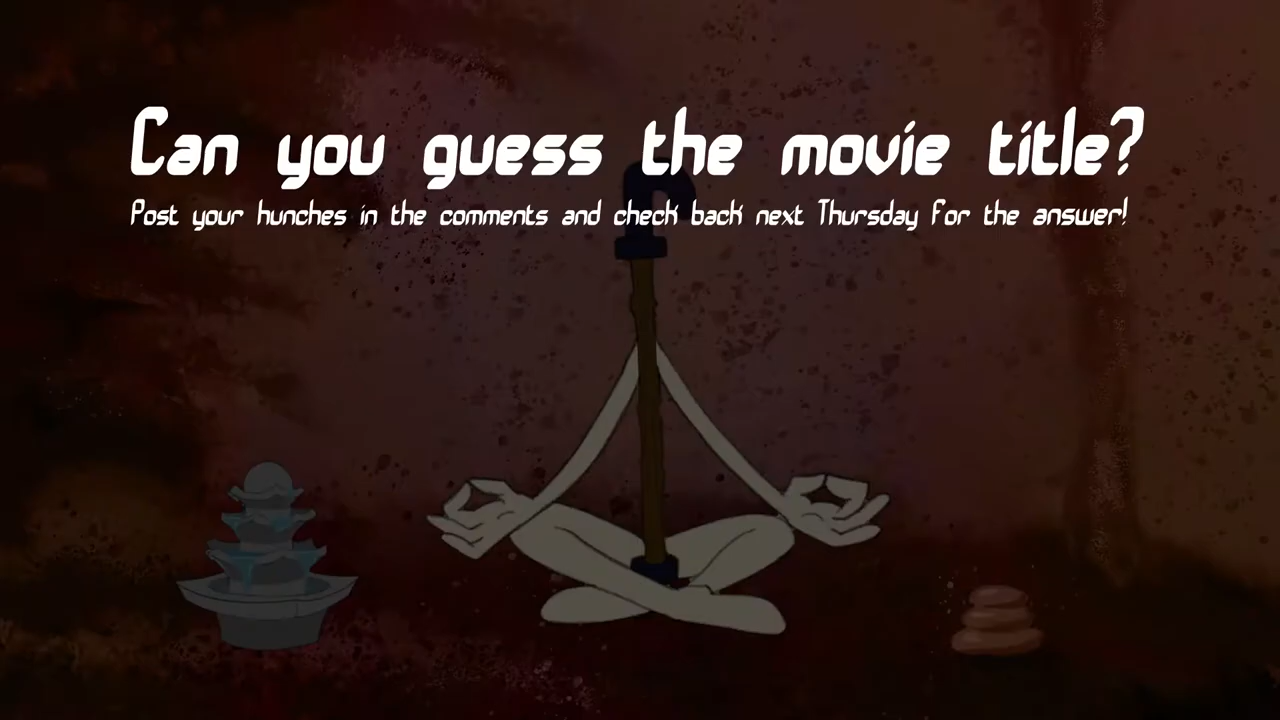 Can you guess the movie title?
Post your hunches in the comments and check back next Thursday for the answer!